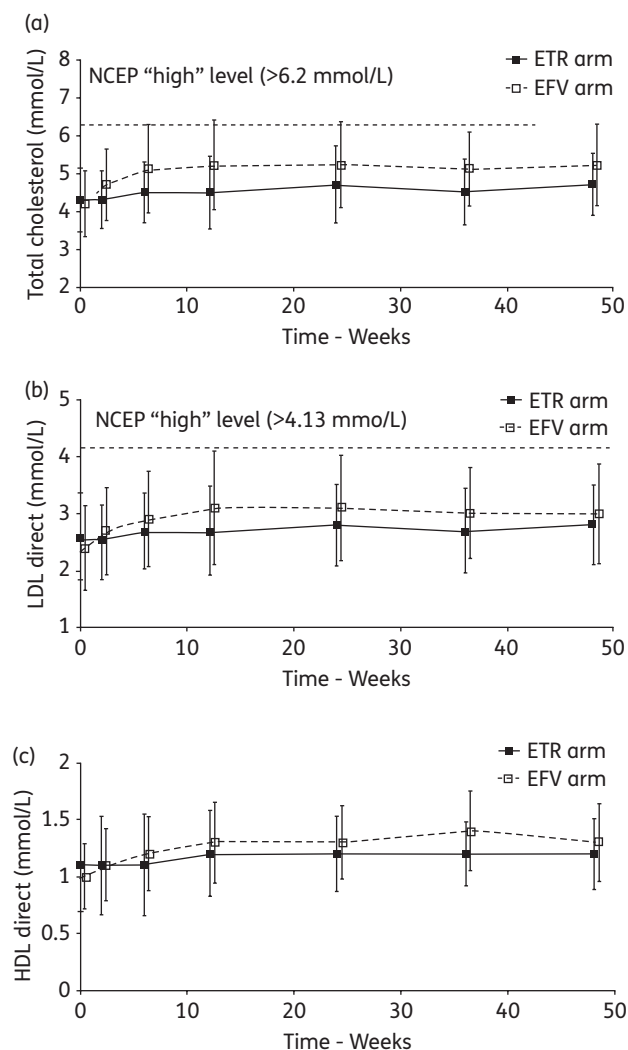 (a)
NCEP “high” level (>6.2 mmol/L)
ETR arm
EFV arm
Total cholesterol (mmol/L)
8
7
6
5
4
3
2
0 10 20 30 40 50
Time - Weeks
(b)
NCEP “high” level (>4.13 mmo/L)
ETR arm
EFV arm
LDL direct (mmol/L)
5
4
3
2
1
0 10 20 30 40 50
Time - Weeks
(c)
ETR arm
EFV arm
HDL direct (mmol/L)
2
1.5
1
0.5
0
0 10 20 30 40 50
Time - Weeks